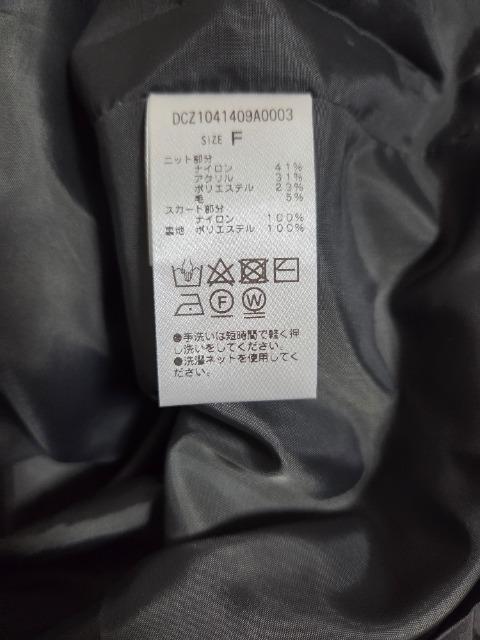 DCZ1041409A0003
SIZE F
ニット部分
ナイロン 41%
アクリル 31%
ポリエステル 23%
毛 5%
スカート部分
ナイロン 100%
裏地 ポリエステル 100%
F W
●手洗いは短時間で軽く押
し洗いをしてください。
●洗濯ネットを使用してく
ださい。